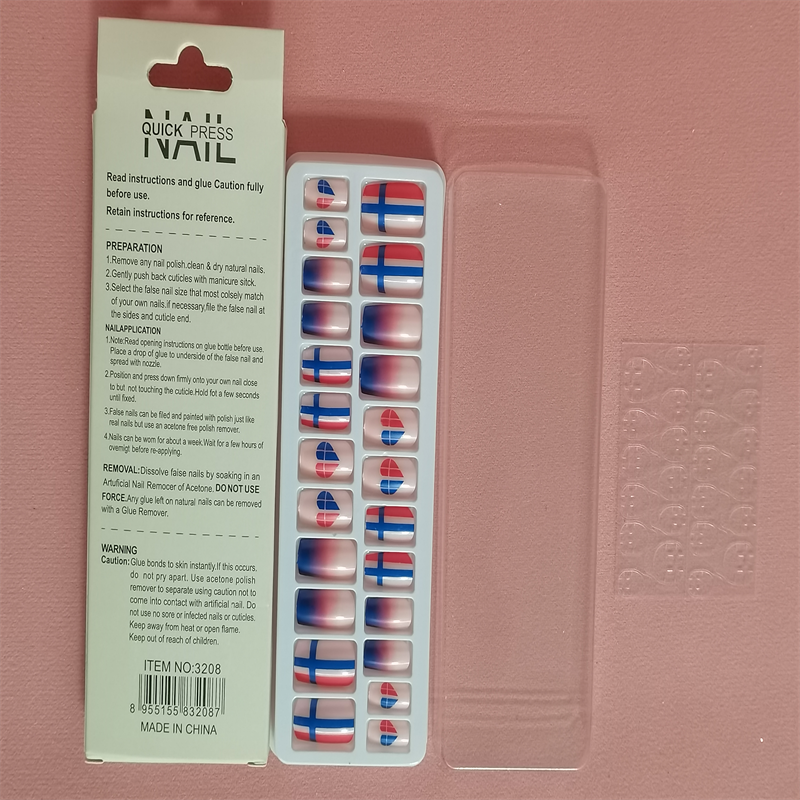 NAIL
QUICK PRESS
Read instructions and glue Caution fully
before use.
Retain instructions for reference.
PREPARATION
1.Remove any nail polish.clean & dry natural nails.
2.Gently push back cuticles with manicure sitck.
3.Select the false nail size that most colsely match
of your own nails.if necessary,file the false nail at
the sides and cuticle end.
NAILAPPLICATION
1.Note:Read opening instructions on glue bottle before use.
Place a drop of glue to underside of the false nail and
spread with nozzle.
2.Position and press down firmly onto your own nail close
to but not touching the cuticle.Hold fot a few seconds
until fixed.
3.False nails can be filed and painted with polish just like
real nails but use an acetone free polish remover.
4.Nails can be wom for about a week.Wait for a few hours of
ovemigt before re-applying.
REMOVAL:Dissolve faise nails by soaking in an
Artuficial Nail Remocer of Acetone. DO NOT USE
FORCE.Any glue left on natural nails can be removed
with a Glue Remover.
WARNING
Caution:Glue bonds to skin instantly.If this occurs.
do not pry apart. Use acetone polish
remover to separate using caution not to
come into contact with artificial nail. Do
not use no sore or infected nails or cuticles.
Keep away from heat or open flame.
Keep out of reach of children.
ITEM NO:3208
8 955155 832087
MADE IN CHINA